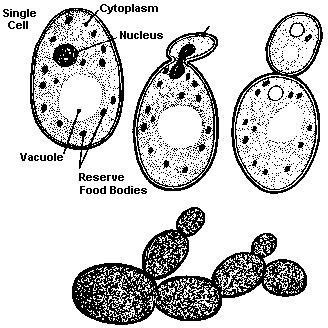 Single
Cell
Cytoplasm
Nucleus
Vacuole
Reserve
Food Bodies